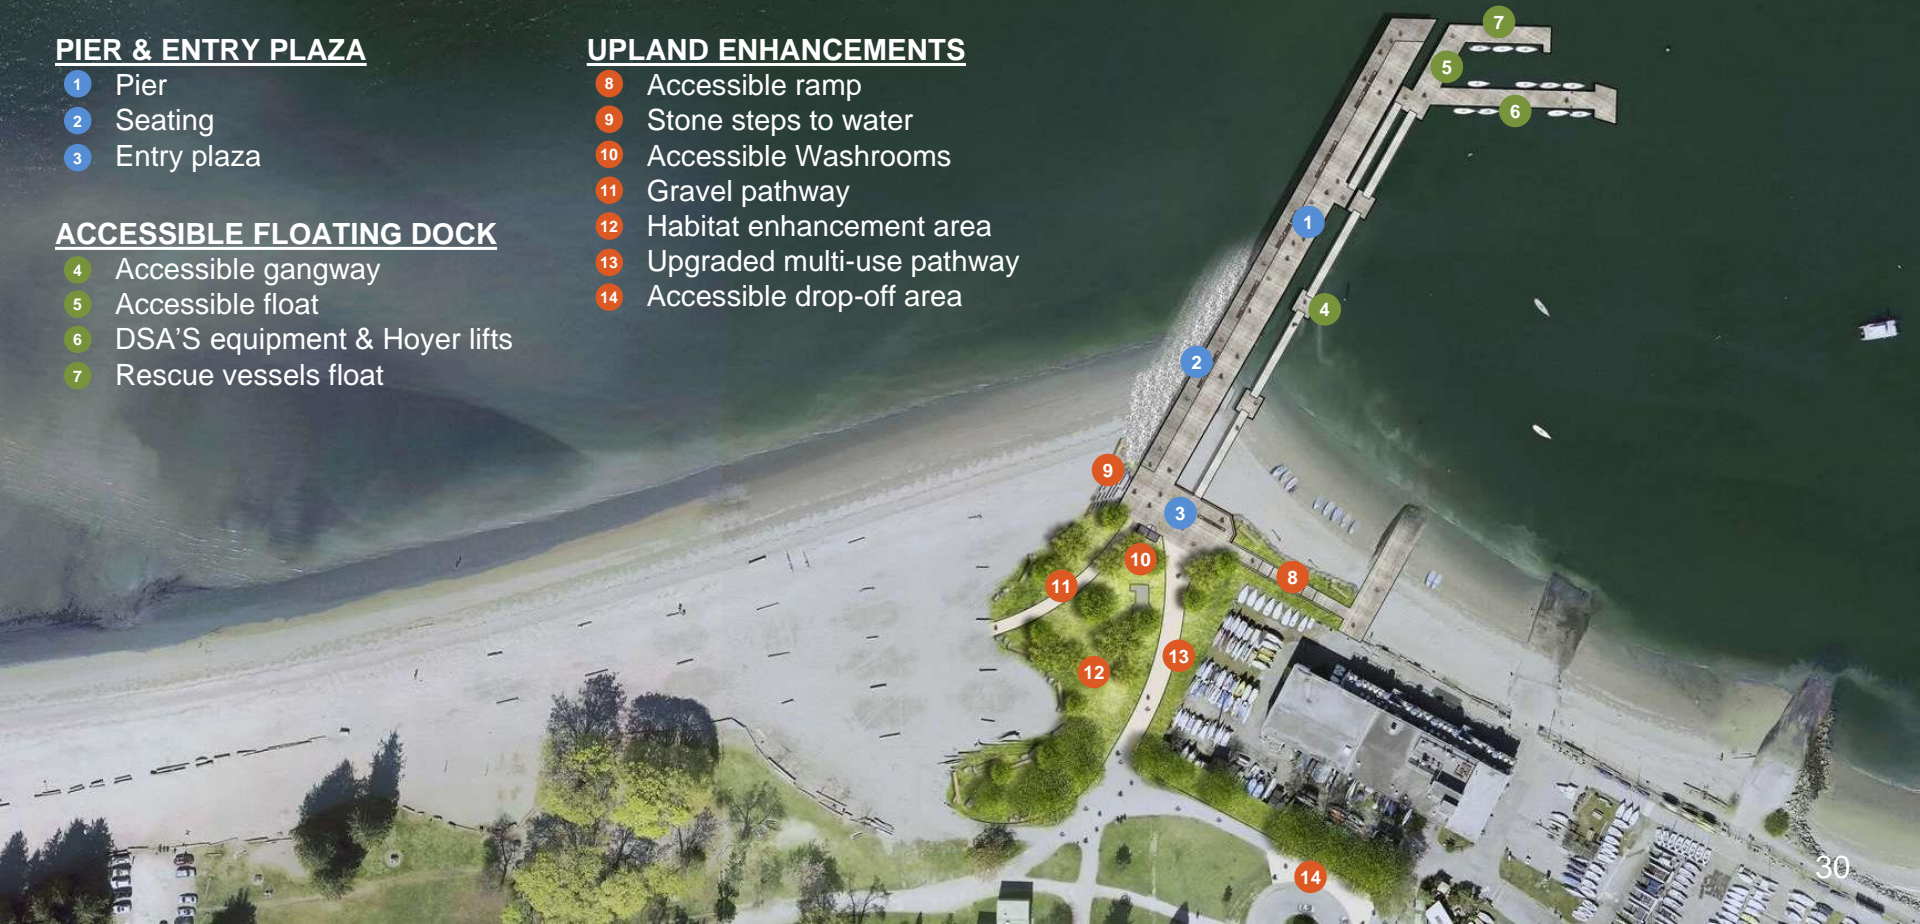 PIER & ENTRY PLAZA
1 Pier
2 Seating
3 Entry plaza
ACCESSIBLE FLOATING DOCK
4 Accessible gangway
5 Accessible float
6 DSA'S equipment & Hoyer lifts
7 Rescue vessels float
UPLAND ENHANCEMENTS
8 Accessible ramp
9 Stone steps to water
10 Accessible Washrooms
11 Gravel pathway
12 Habitat enhancement area
13 Upgraded multi-use pathway
14 Accessible drop-off area
7
5
6
1
4
2
9
3
10
8
11
13
12
14
30